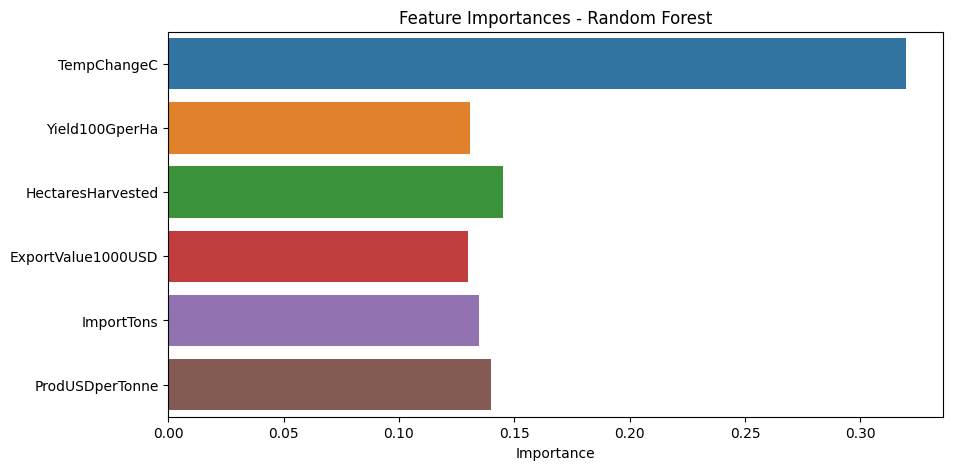 Feature Importances - Random Forest
TempChangeC
Yield100GperHa
HectaresHarvested
ExportValue1000USD
ImportTons
ProdUSDperTonne
0.00 0.05 0.10 0.15 0.20 0.25 0.30
Importance